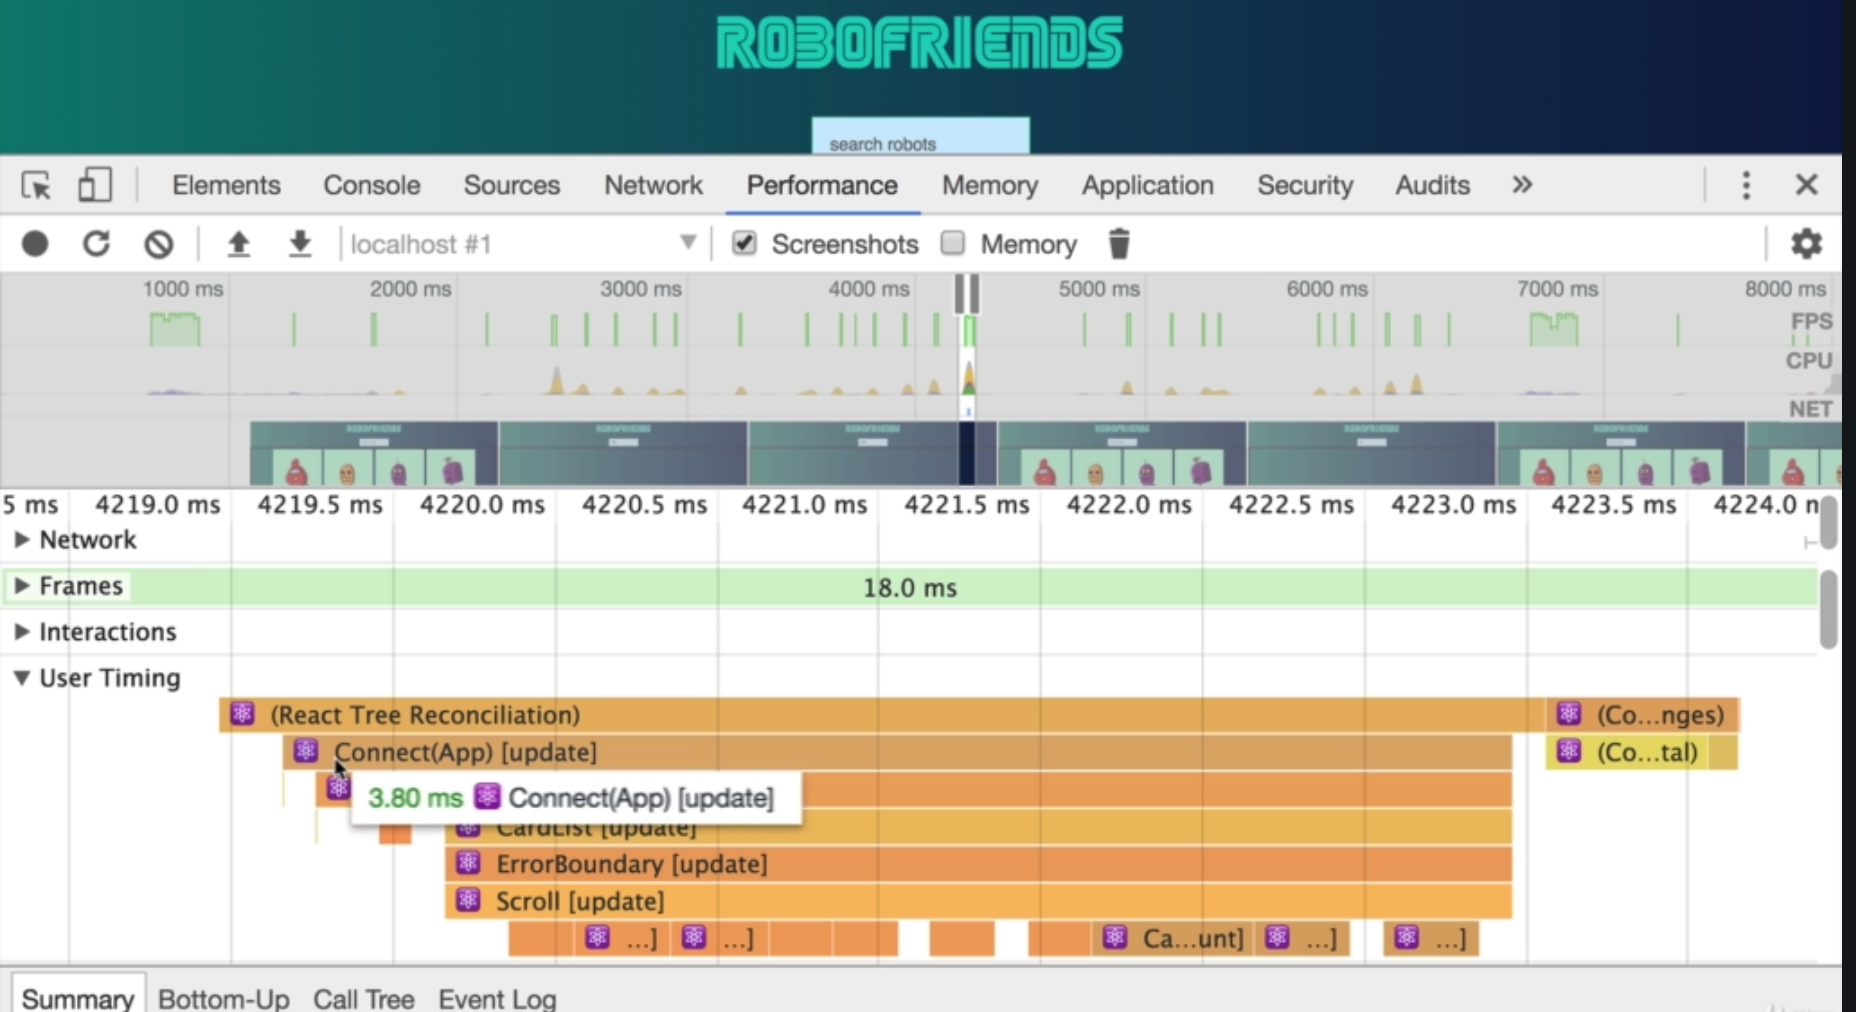 ROBOFRIENDS
search robots
Elements Console Sources Network Performance Memory Application Security Audits »
localhost #1 Screenshots Memory
1000 ms 2000 ms 3000 ms 4000 ms 5000 ms 6000 ms 7000 ms 8000 ms
FPS
CPU
NET
5 ms 4219.0 ms 4219.5 ms 4220.0 ms 4220.5 ms 4221.0 ms 4221.5 ms 4222.0 ms 4222.5 ms 4223.0 ms 4223.5 ms 4224.0 n
Network
Frames 18.0 ms
Interactions
User Timing
(React Tree Reconciliation) (Co...nges)
Connect(App) [update] (Co...tal)
3.80 ms Connect(App) [update]
CardList [update]
ErrorBoundary [update]
Scroll [update]
...] ...] Ca...unt] ...] ...]
Summary Bottom-Up Call Tree Event Log